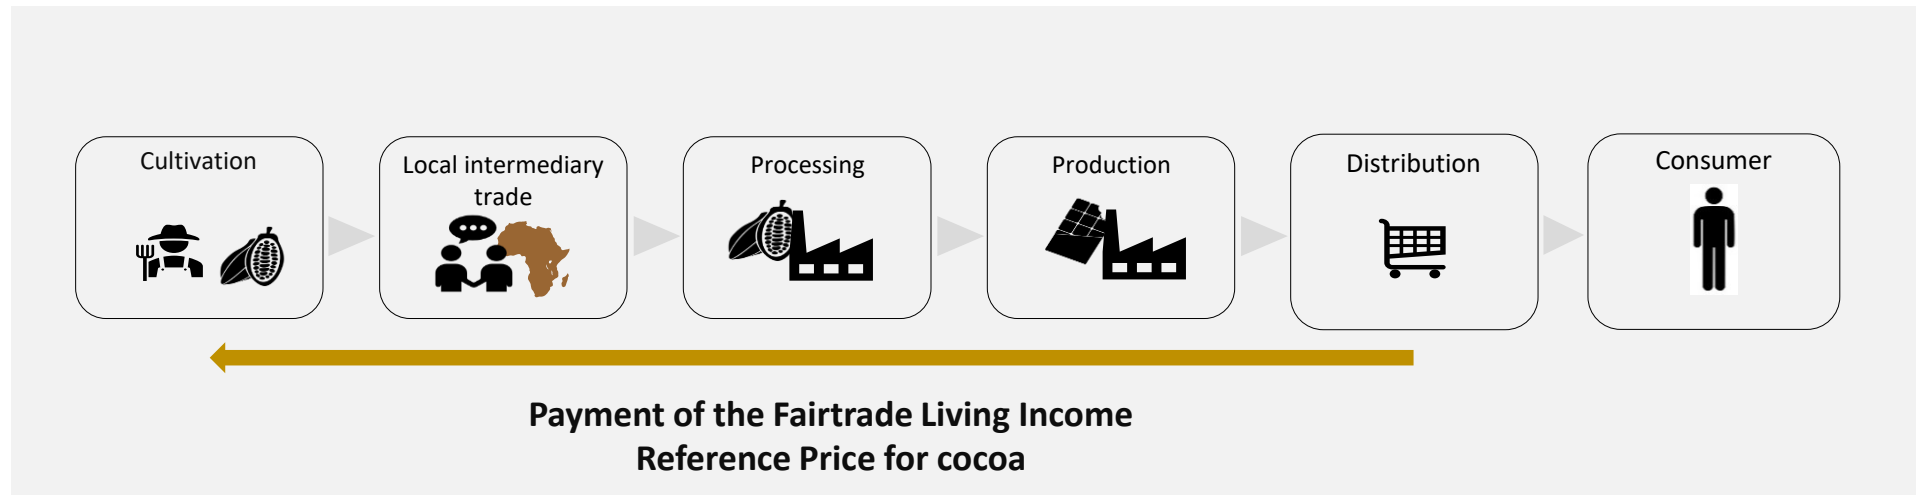 Cultivation
Local intermediary
trade
Processing
Production
Distribution
Consumer
Payment of the Fairtrade Living Income
Reference Price for cocoa